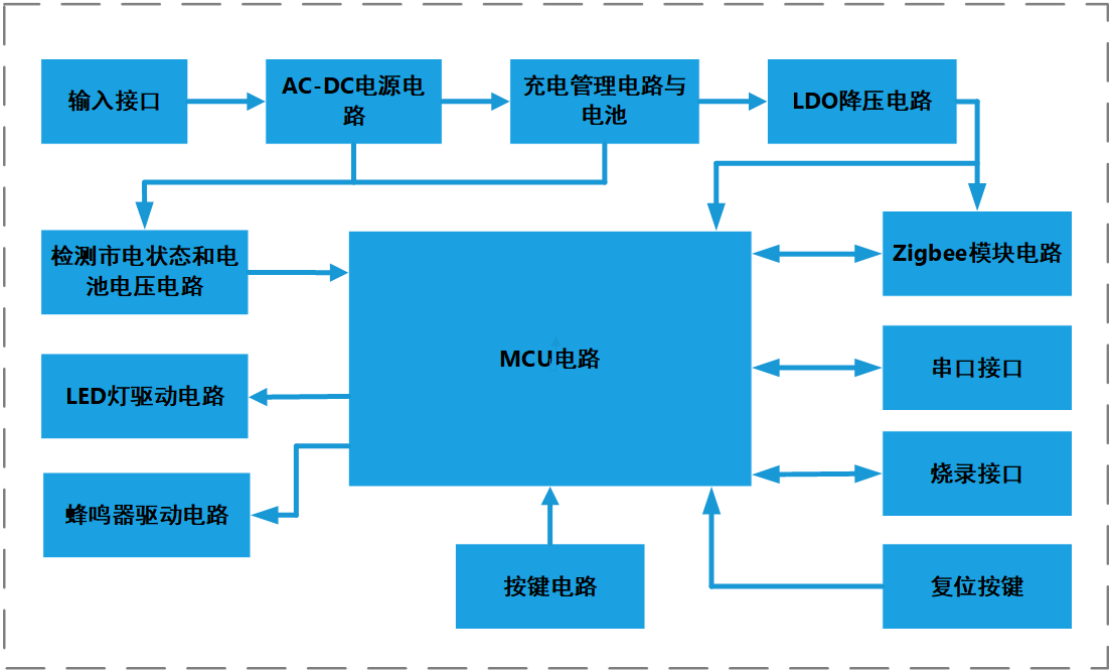 输入接口
AC-DC电源电
路
充电管理电路与
电池
LDO降压电路
检测市电状态和电
池电压电路
Zigbee模块电路
MCU电路
串口接口
LED灯驱动电路
烧录接口
蜂鸣器驱动电路
按键电路
复位按键